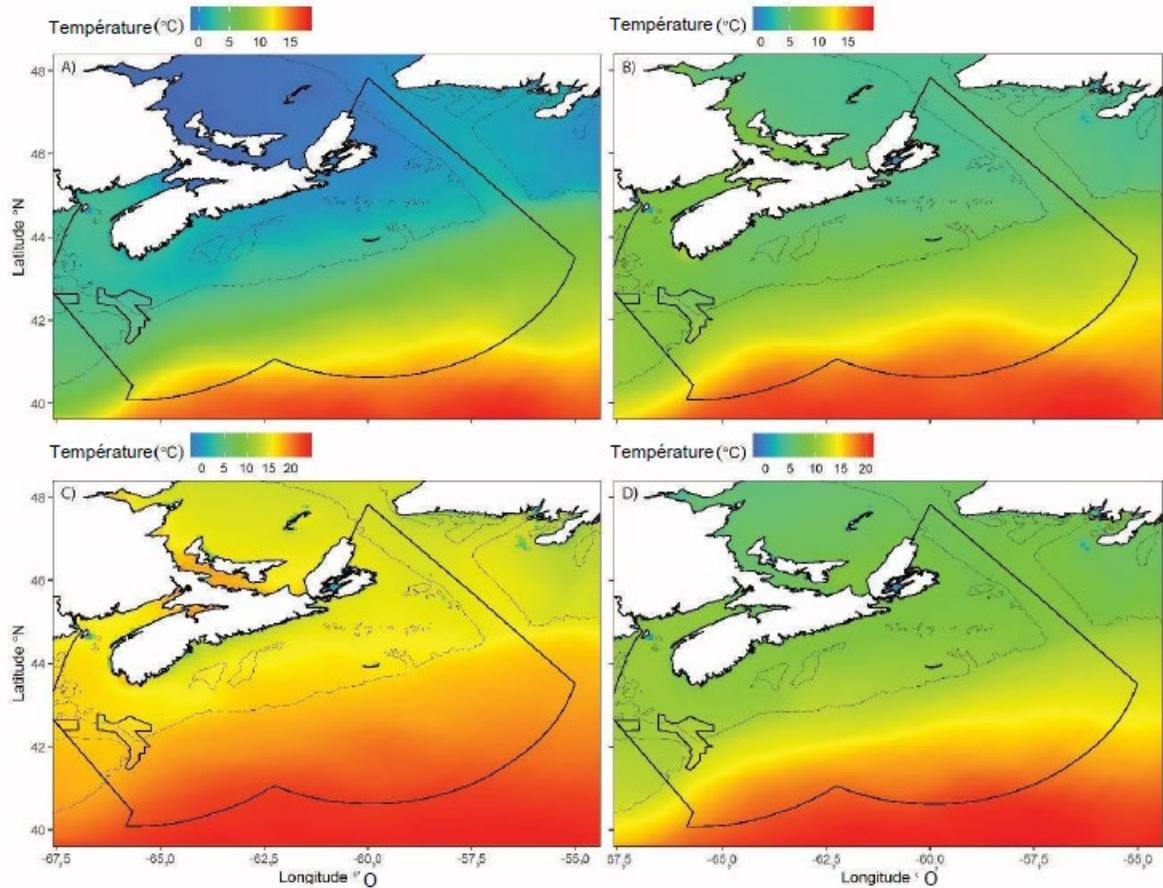 Température (°C)
0 5 10 15
Température (°C)
0 5 10 15
A)
B)
48
46
44
42
40
Latitude °N
Température (°C)
0 5 10 15 20
Température (°C)
0 5 10 15 20
C)
D)
48
46
44
42
40
Latitude °N
-67,5 -65,0 -62,5 -60,0 -57,5 -55,0
-67,5 -65,0 -62,5 -60,0 -57,5 -55,0
Longitude ° O
Longitude ° O